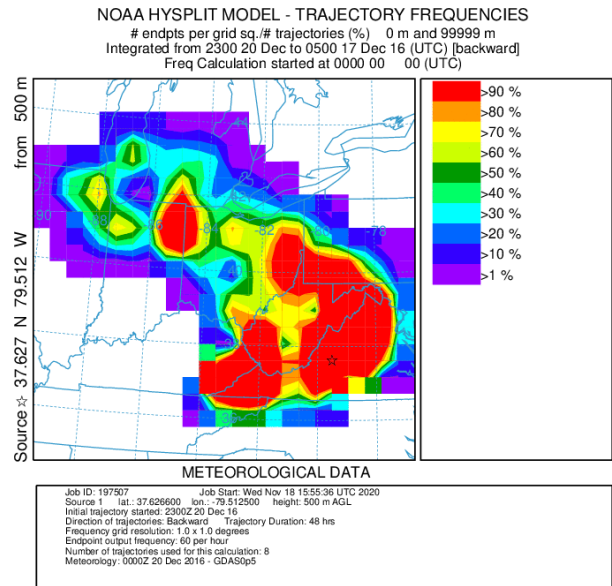 NOAA HYSPLIT MODEL - TRAJECTORY FREQUENCIES
# endpts per grid sq./# trajectories (%) 0 m and 99999 m
Integrated from 2300 20 Dec to 0500 17 Dec 16 (UTC) [backward]
Freq Calculation started at 0000 00 00 (UTC)
Source ☆ 37.627 N 79.512 W from 500 m
>90 %
>80 %
>70 %
>60 %
>50 %
>40 %
>30 %
>20 %
>10 %
>1 %
44
42
-90
-88
-86
-84
-82
-80
-78
40
38
36
METEOROLOGICAL DATA
Job ID: 197507 Job Start: Wed Nov 18 15:55:36 UTC 2020
Source 1 lat.: 37.626600 lon.: -79.512500 height: 500 m AGL
Initial trajectory started: 2300Z 20 Dec 16
Direction of trajectories: Backward Trajectory Duration: 48 hrs
Frequency grid resolution: 1.0 x 1.0 degrees
Endpoint output frequency: 60 per hour
Number of trajectories used for this calculation: 8
Meteorology: 0000Z 20 Dec 2016 - GDAS0p5